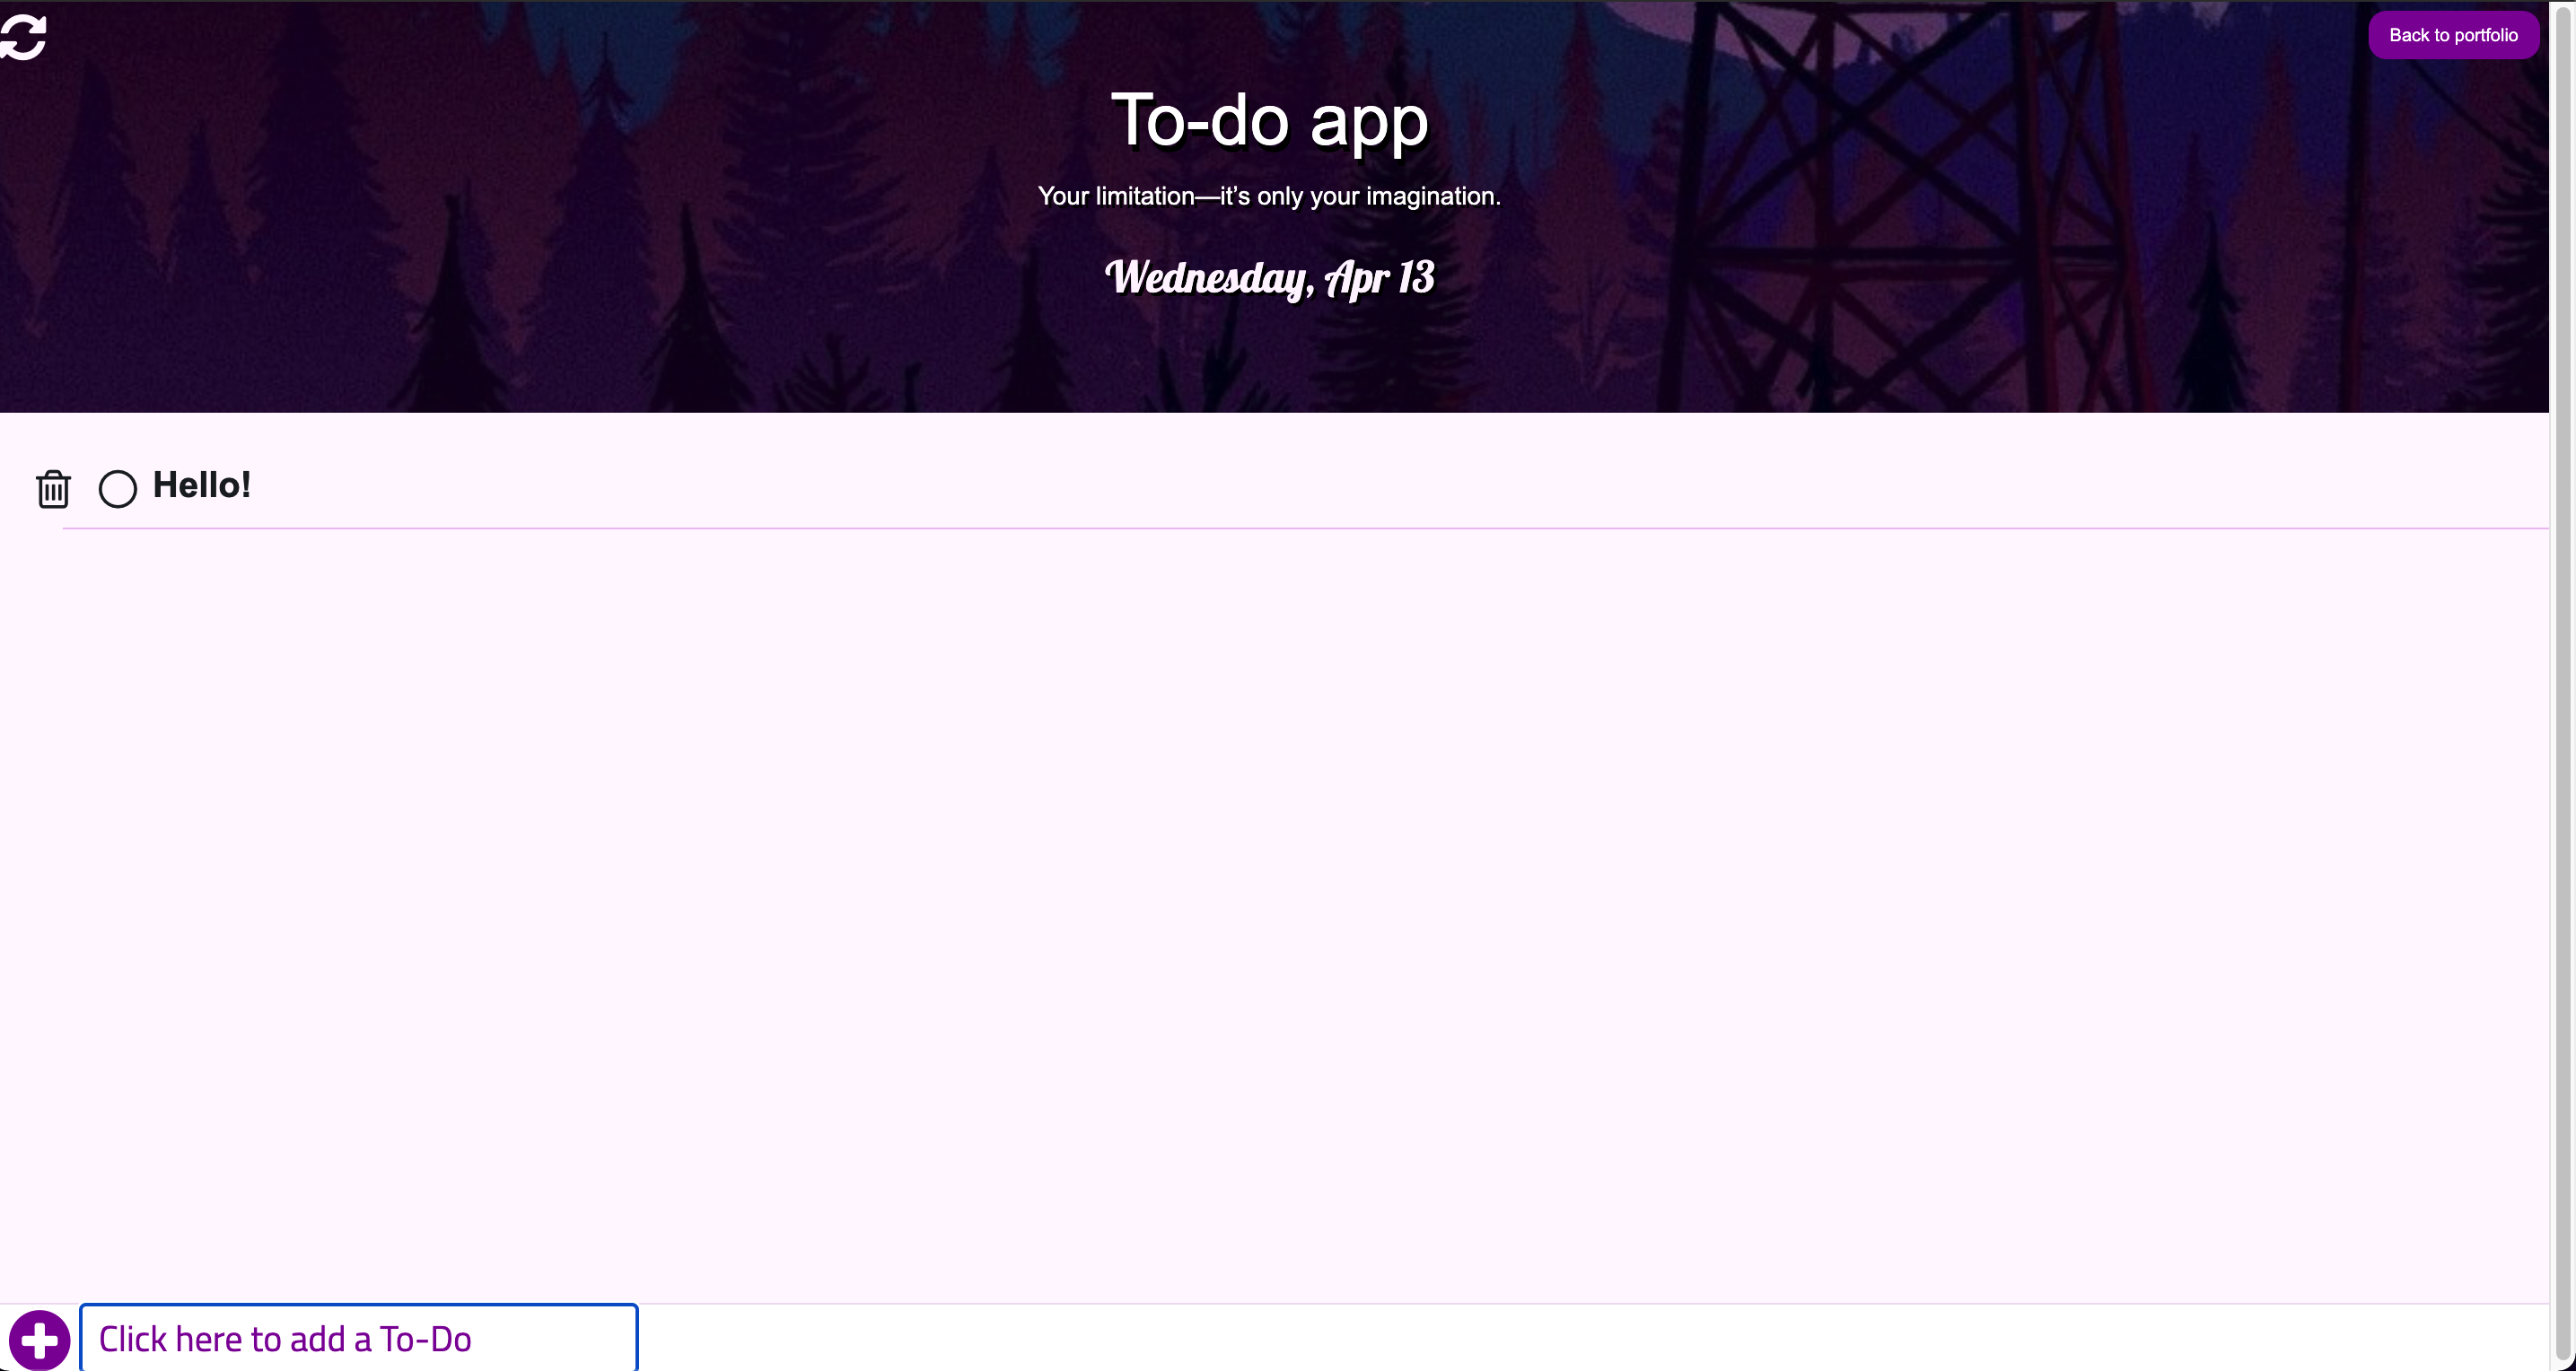 Back to portfolio
To-do app
Your limitation—it’s only your imagination.
Wednesday, Apr 13
Hello!
Click here to add a To-Do